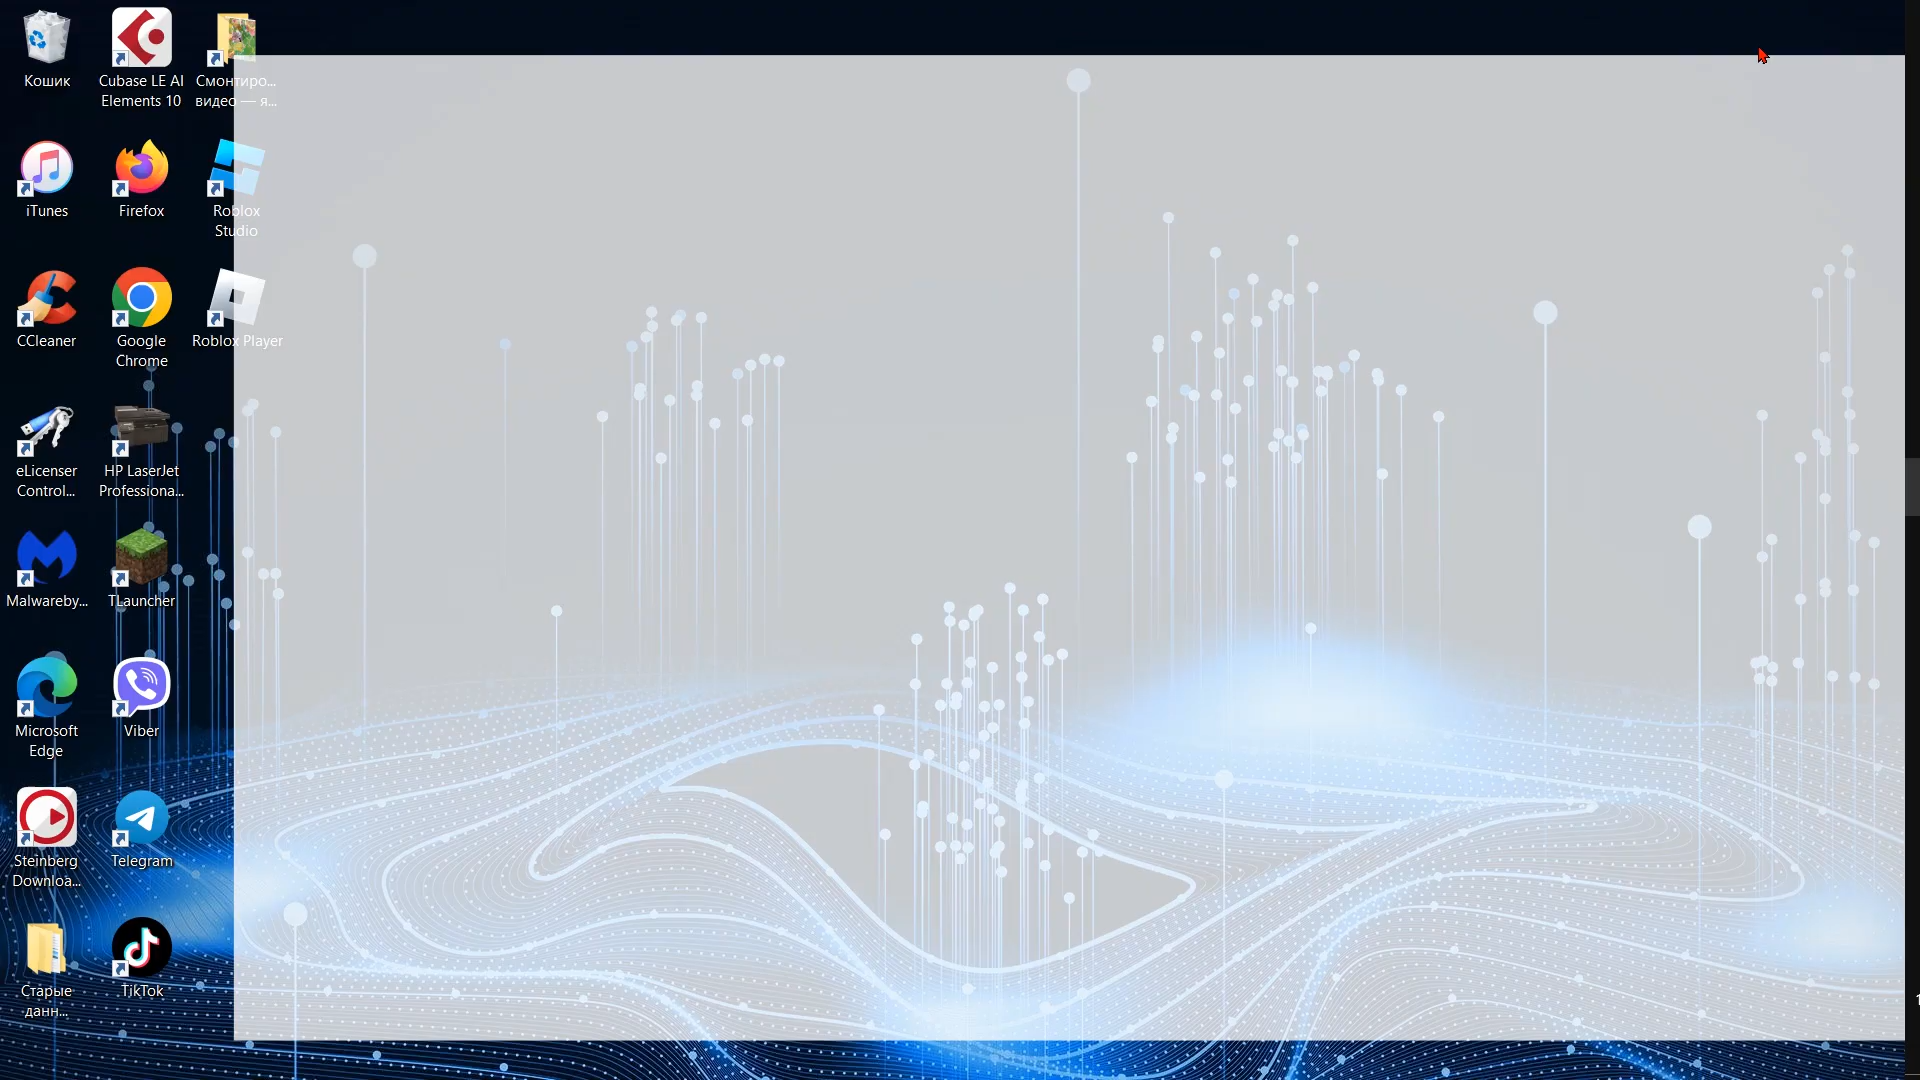 Кошик
Cubase LE AI
Elements 10
Смонтиро...
видео — я...
iTunes
Firefox
Roblox
Studio
CCleaner
Google
Chrome
Roblox Player
eLicenser
Control...
HP LaserJet
Professiona...
Malwareby...
TLauncher
Microsoft
Edge
Viber
Steinberg
Downloa...
Telegram
Старые
данн...
TikTok